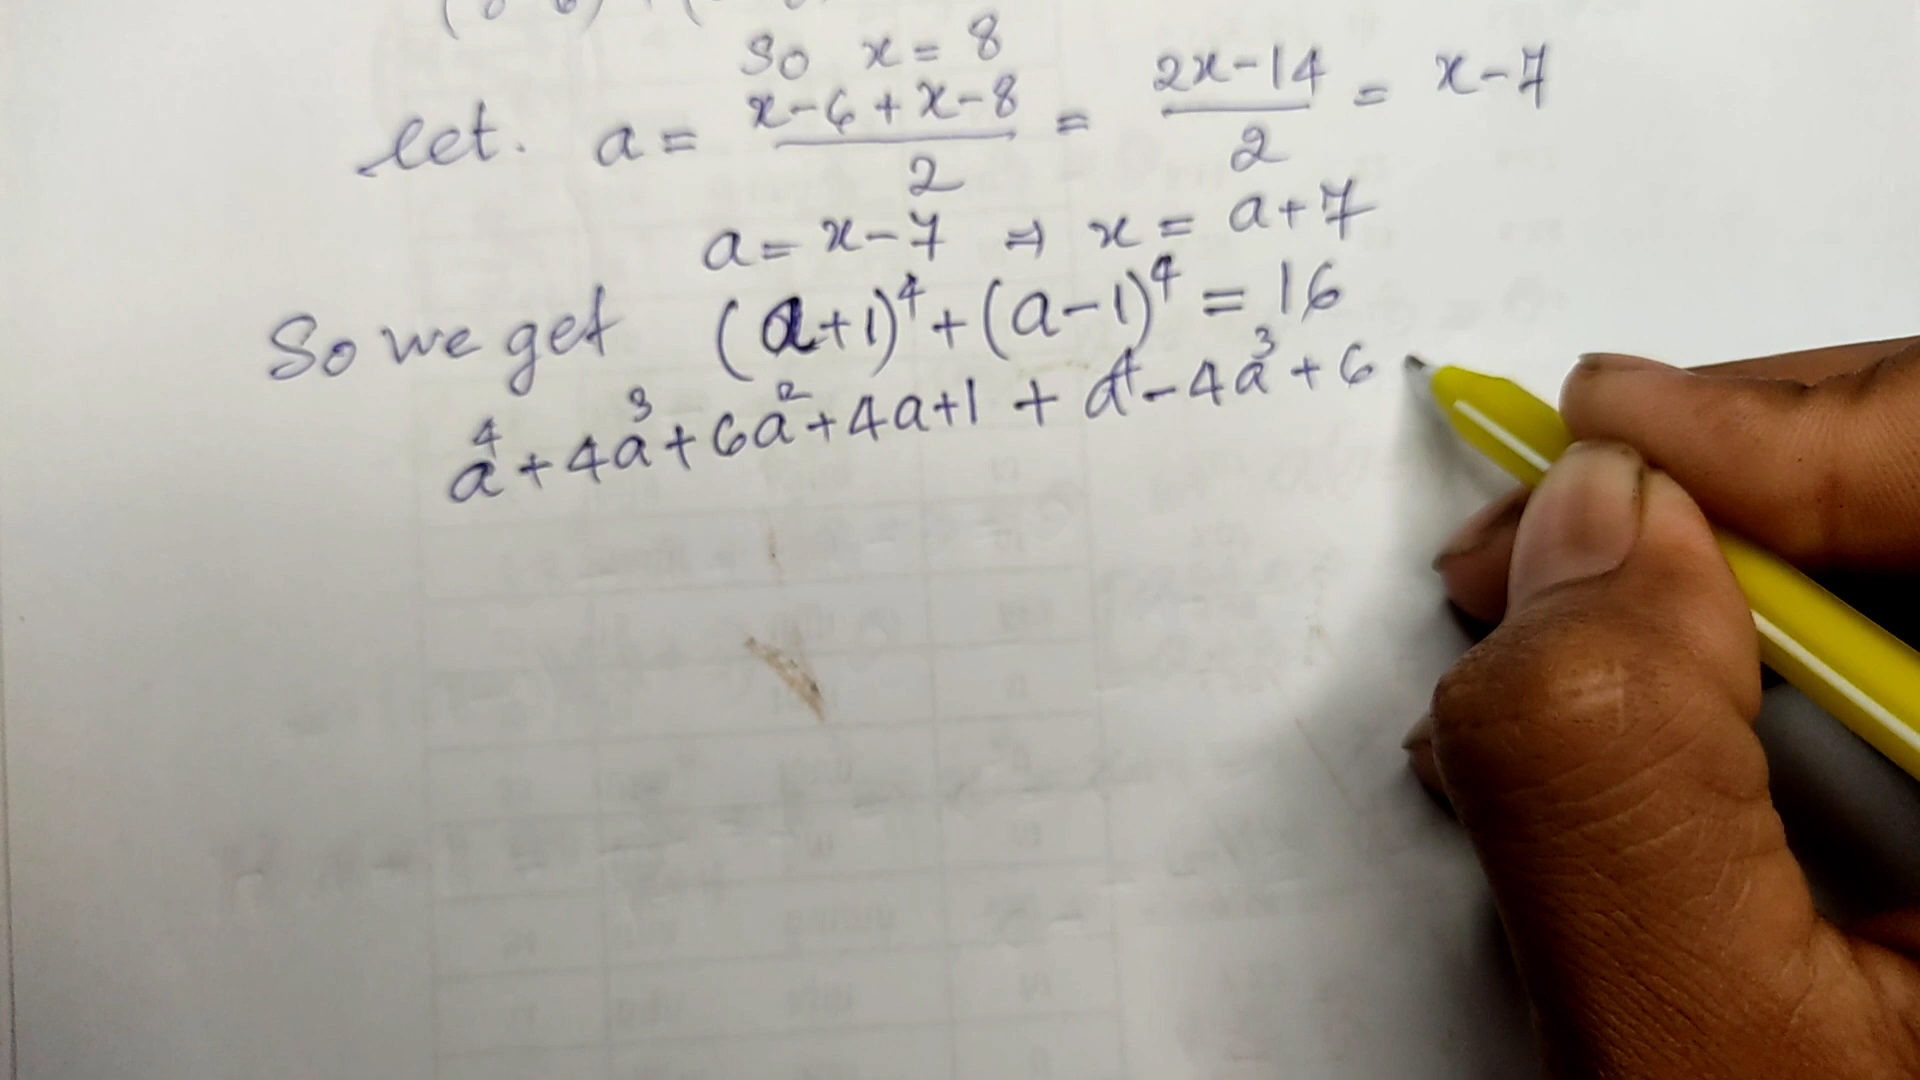 So x = 8
let. a = (x-6+x-8)/2 = (2x-14)/2 = x-7
a = x-7 ⇒ x = a+7
So we get (a+1)⁴+(a-1)⁴ = 16
a⁴+4a³+6a²+4a+1 + a⁴-4a³+6